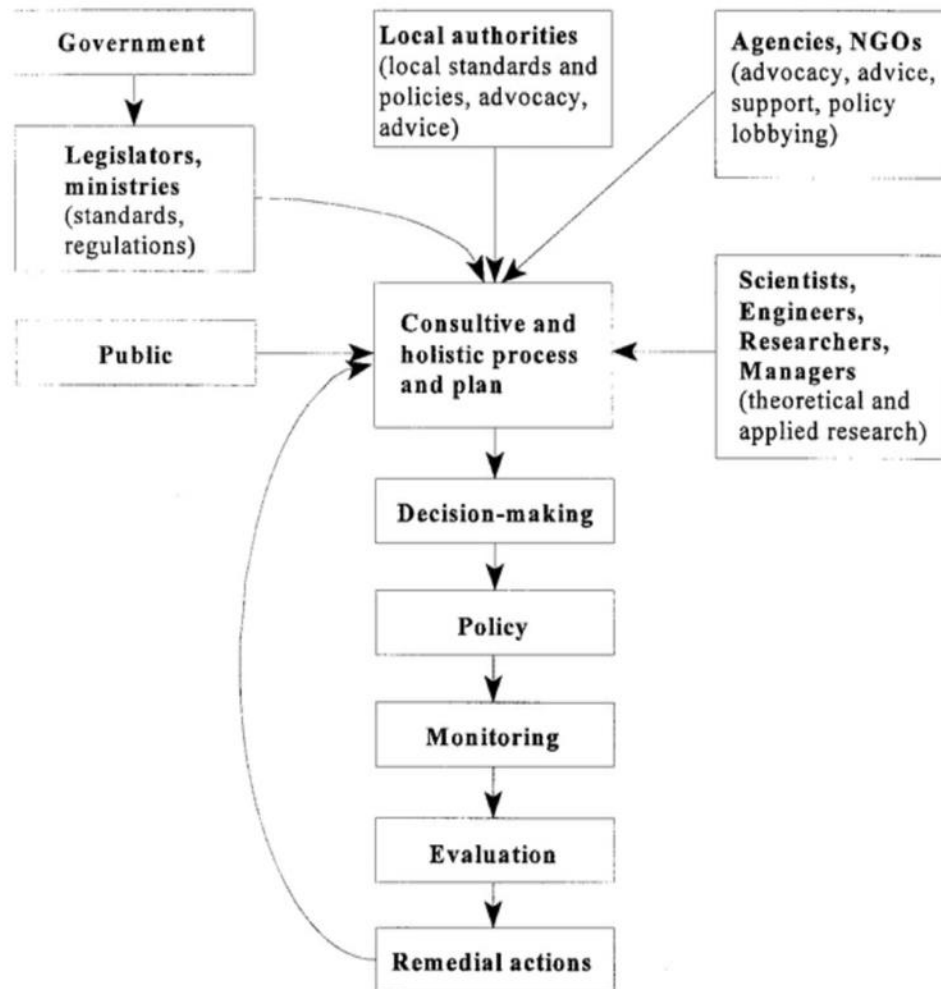 Government
Local authorities
(local standards and
policies, advocacy,
advice)
Agencies, NGOs
(advocacy, advice,
support, policy
lobbying)
Legislators,
ministries
(standards,
regulations)
Public
Consultive and
holistic process
and plan
Scientists,
Engineers,
Researchers,
Managers
(theoretical and
applied research)
Decision-making
Policy
Monitoring
Evaluation
Remedial actions